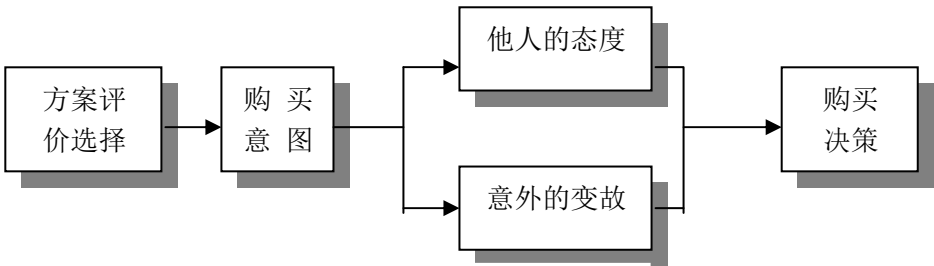 方案评
价选择
购 买
意 图
他人的态度
意外的变故
购买
决策